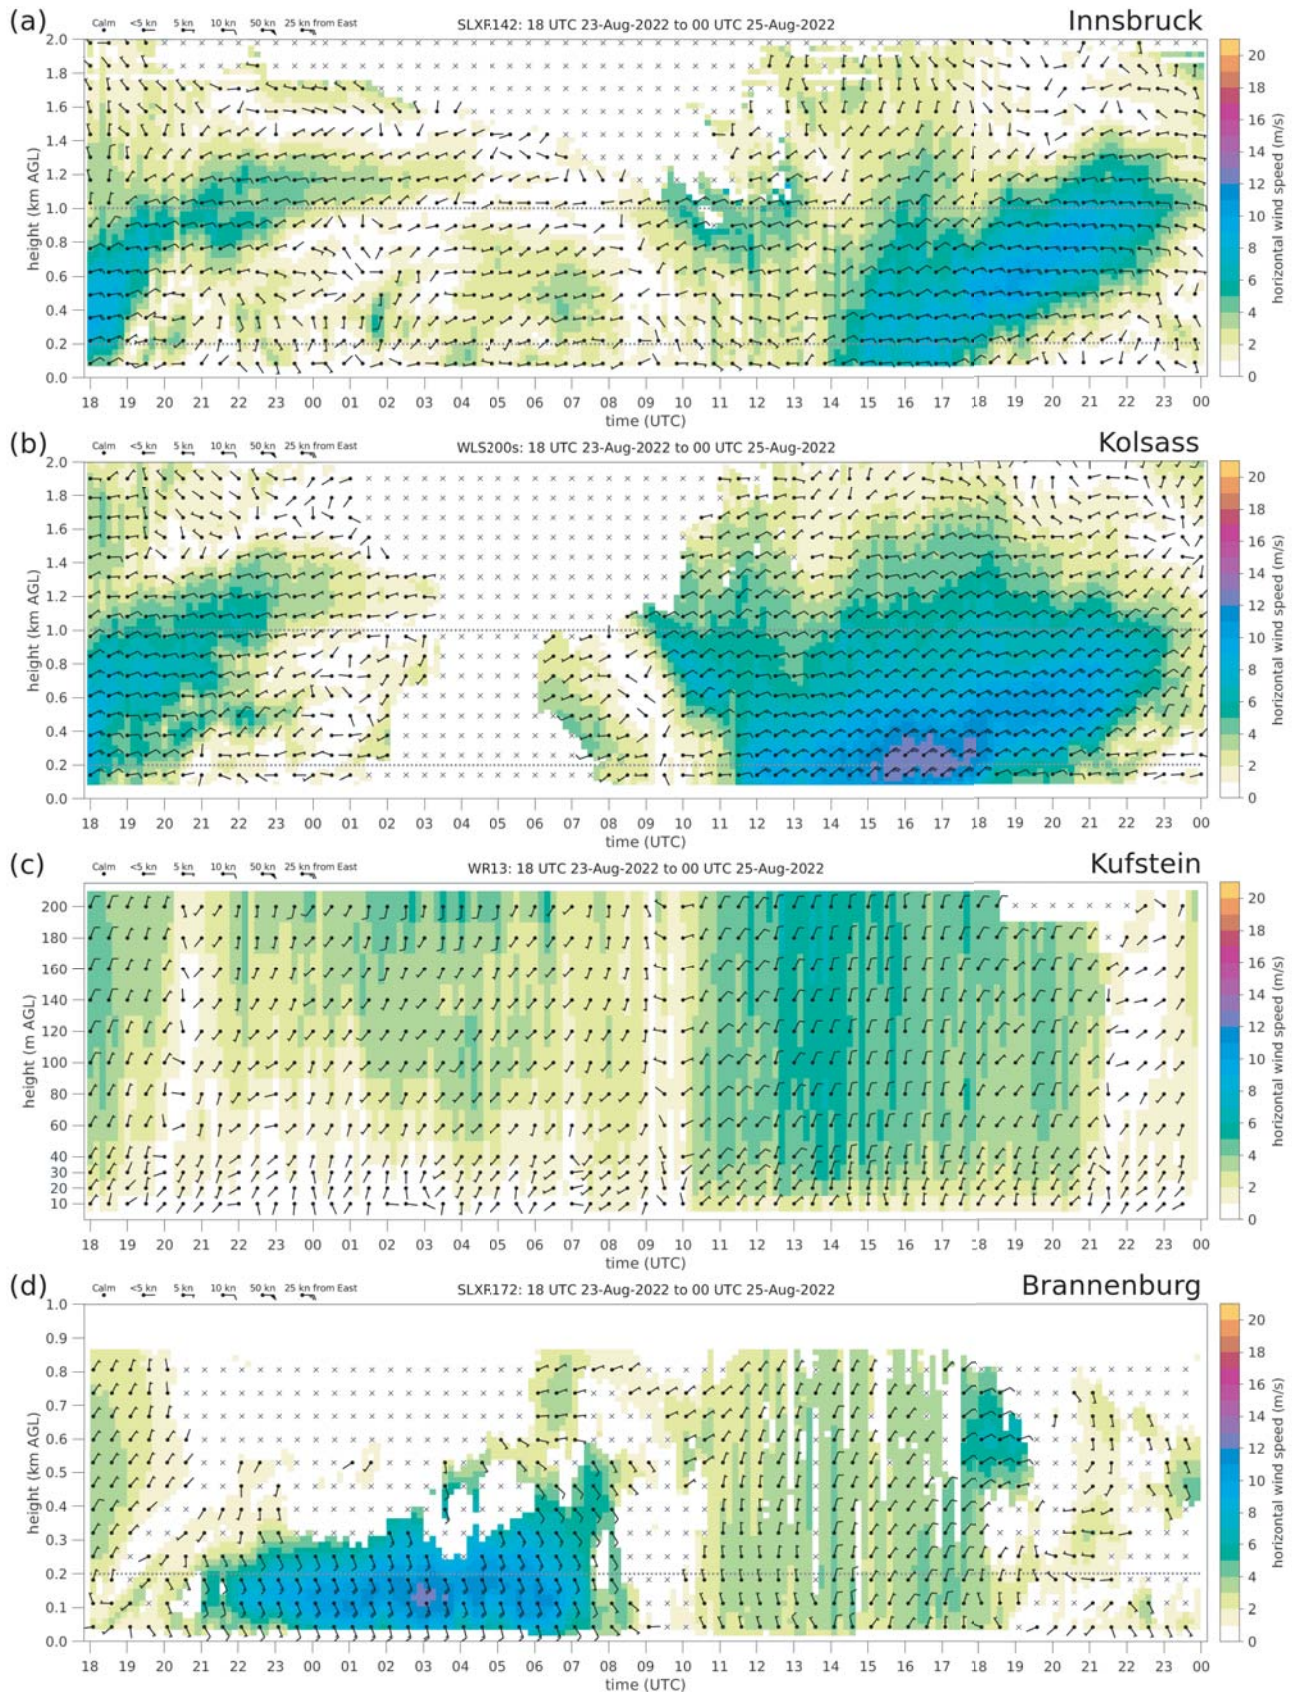 (a) Calm <5 kn 5 kn 10 kn 50 kn 25 kn from East SLXR142: 18 UTC 23-Aug-2022 to 00 UTC 25-Aug-2022 Innsbruck
2.0 20
1.8 18
1.6 16
1.4 14
1.2 12
1.0 10
0.8 8
0.6 6
0.4 4
0.2 2
0.0 0
height (km AGL)
horizontal wind speed (m/s)
18 19 20 21 22 23 00 01 02 03 04 05 06 07 08 09 10 11 12 13 14 15 16 17 18 19 20 21 22 23 00
time (UTC)
(b) Calm <5 kn 5 kn 10 kn 50 kn 25 kn from East WLS200s: 18 UTC 23-Aug-2022 to 00 UTC 25-Aug-2022 Kolsass
2.0 20
1.8 18
1.6 16
1.4 14
1.2 12
1.0 10
0.8 8
0.6 6
0.4 4
0.2 2
0.0 0
height (km AGL)
horizontal wind speed (m/s)
18 19 20 21 22 23 00 01 02 03 04 05 06 07 08 09 10 11 12 13 14 15 16 17 18 19 20 21 22 23 00
time (UTC)
(c) Calm <5 kn 5 kn 10 kn 50 kn 25 kn from East WR13: 18 UTC 23-Aug-2022 to 00 UTC 25-Aug-2022 Kufstein
200 20
180 18
160 16
140 14
120 12
100 10
80 8
60 6
40 4
30 2
20 0
10
height (m AGL)
horizontal wind speed (m/s)
18 19 20 21 22 23 00 01 02 03 04 05 06 07 08 09 10 11 12 13 14 15 16 17 18 19 20 21 22 23 00
time (UTC)
(d) Calm <5 kn 5 kn 10 kn 50 kn 25 kn from East SLXR172: 18 UTC 23-Aug-2022 to 00 UTC 25-Aug-2022 Brannenburg
1.0 20
0.9 18
0.8 16
0.7 14
0.6 12
0.5 10
0.4 8
0.3 6
0.2 4
0.1 2
0.0 0
height (km AGL)
horizontal wind speed (m/s)
18 19 20 21 22 23 00 01 02 03 04 05 06 07 08 09 10 11 12 13 14 15 16 17 18 19 20 21 22 23 00
time (UTC)